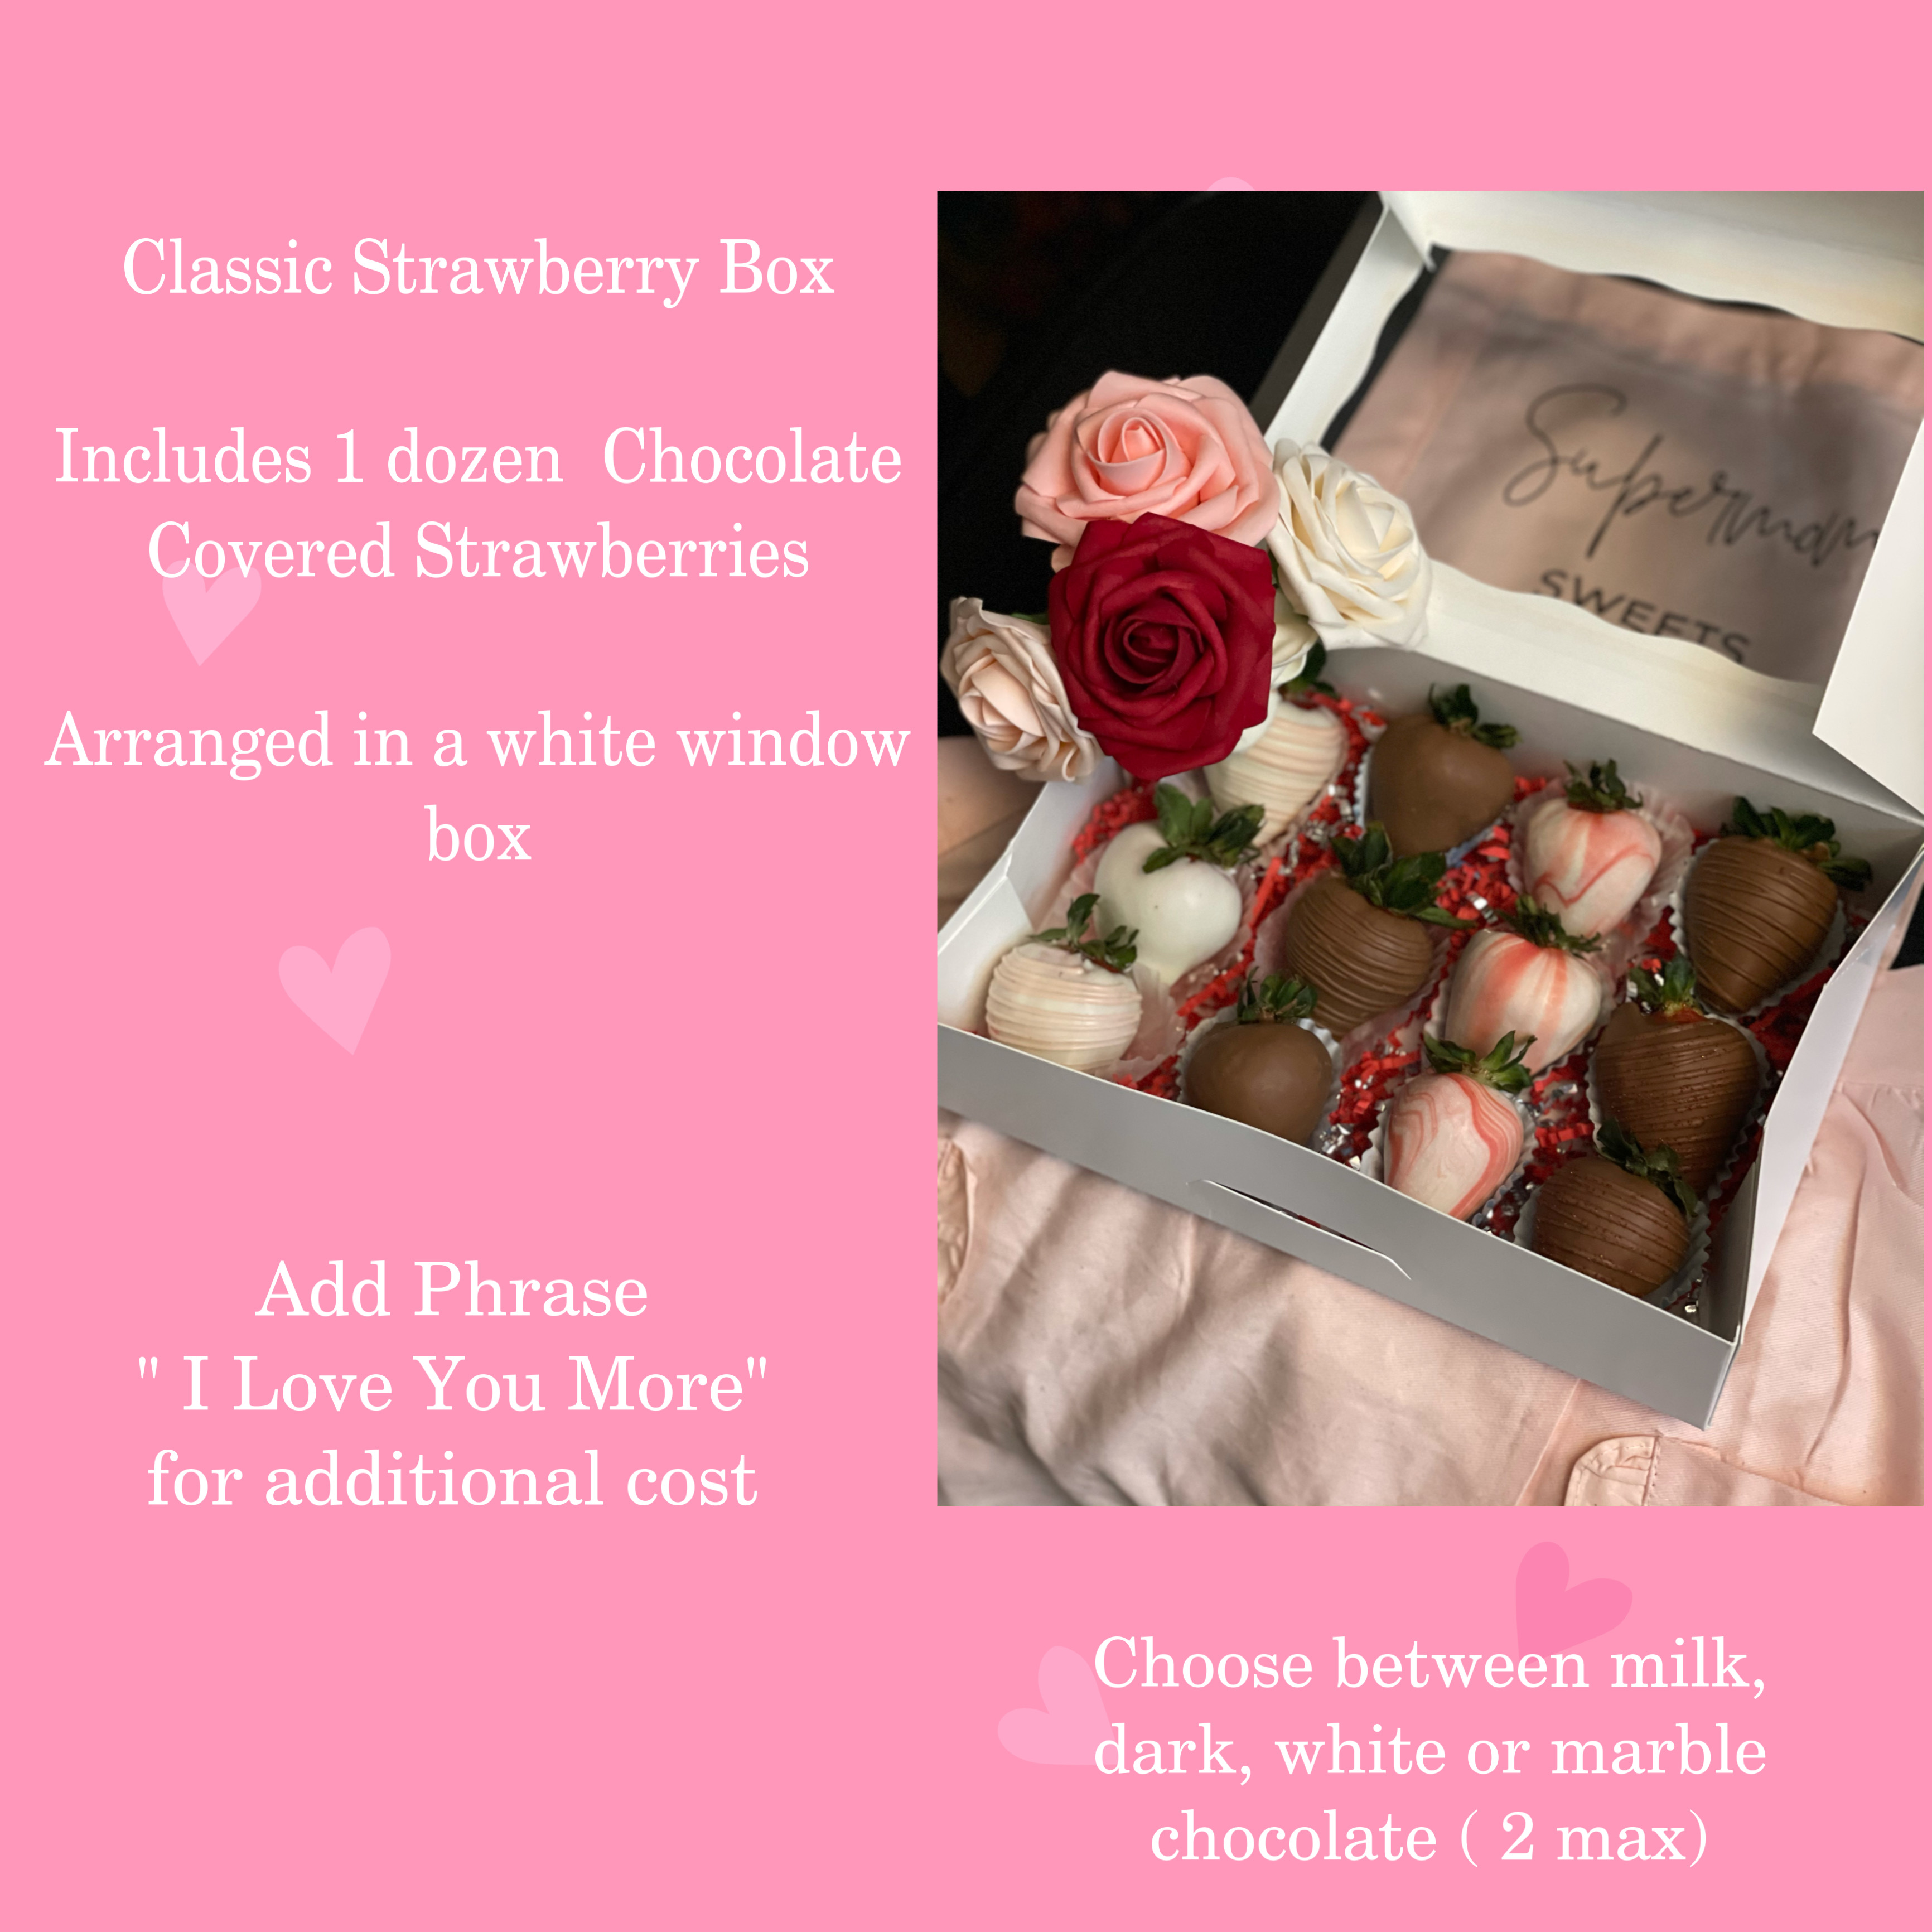 Classic Strawberry Box
Includes 1 dozen  Chocolate
Covered Strawberries
Arranged in a white window
box
Add Phrase
" I Love You More"
for additional cost
Supermom
SWEETS
Choose between milk,
dark, white or marble
chocolate ( 2 max)